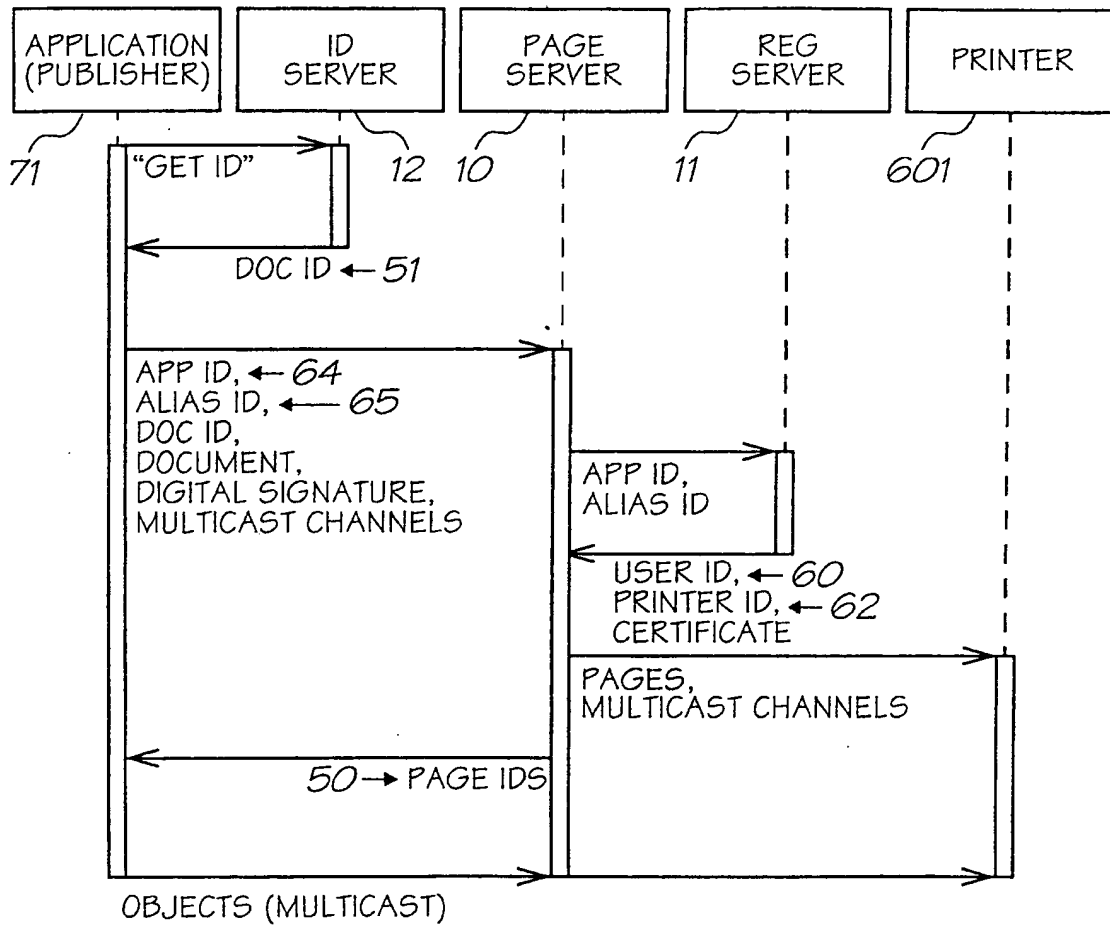 APPLICATION
(PUBLISHER)
ID
SERVER
PAGE
SERVER
REG
SERVER
PRINTER
71
12
10
11
601
"GET ID"
DOC ID
51
APP ID,
64
ALIAS ID,
65
DOC ID,
DOCUMENT,
DIGITAL SIGNATURE,
MULTICAST CHANNELS
APP ID,
ALIAS ID
USER ID,
60
PRINTER ID,
62
CERTIFICATE
PAGES,
MULTICAST CHANNELS
50
PAGE IDS
OBJECTS (MULTICAST)